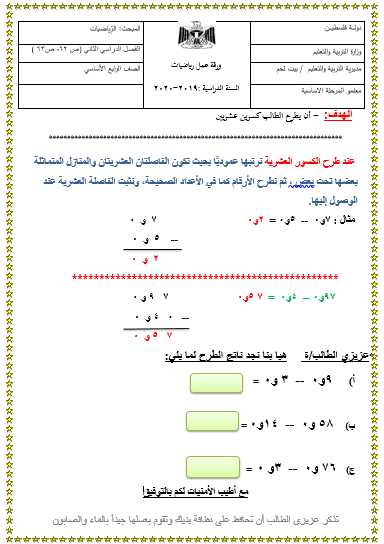 دولة فلسطين
وزارة التربية والتعليم
مديرية التربية والتعليم / بيت لحم
معلمو المرحلة الاساسية
ورقة عمل رياضيات
السنة الدراسية :٢٠١٩-٢٠٢٠
المبحث: الرياضيات
الفصل الدراسي الثاني (ص ٦٢- ص٦٣ )
الصف الرابع الأساسي
الهدف: – أن يطرح الطالب كسرين عشريين
**********************************************
عند طرح الكسور العشرية نرتبها عموديًا بحيث تكون الفاصلتان العشريتان والمنازل المتماثلة
بعضها تحت بعض، ثم نطرح الأرقام كما في الأعداد الصحيحة، ونثبت الفاصلة العشرية عند
الوصول إليها.
مثال : ٧و٠ -- ٥و٠ = ٢و٠
٧ و ٠
-- ٥ و ٠
٢ و ٠
**********************************************
٩٧و٠ -- ٤و٠ = ٥٧و٠
٧ ٩ و ٠
-- ٠ ٤ و ٠
٧ ٥ و ٠
عزيزي الطالب/ة هيا بنا نجد ناتج الطرح لما يلي:
أ) ٩و٠ -- ٣ و٠ =
ب) ٥٨ و٠ -- ١٤و٠ =
ج) ٧٦ و٠ -- ٣و٠ =
مع أطيب الأمنيات لكم بالتوفيق!
تذكر عزيزي الطالب أن تحافظ على نظافة يديك وتقوم بغسلها جيداً بالماء والصابون